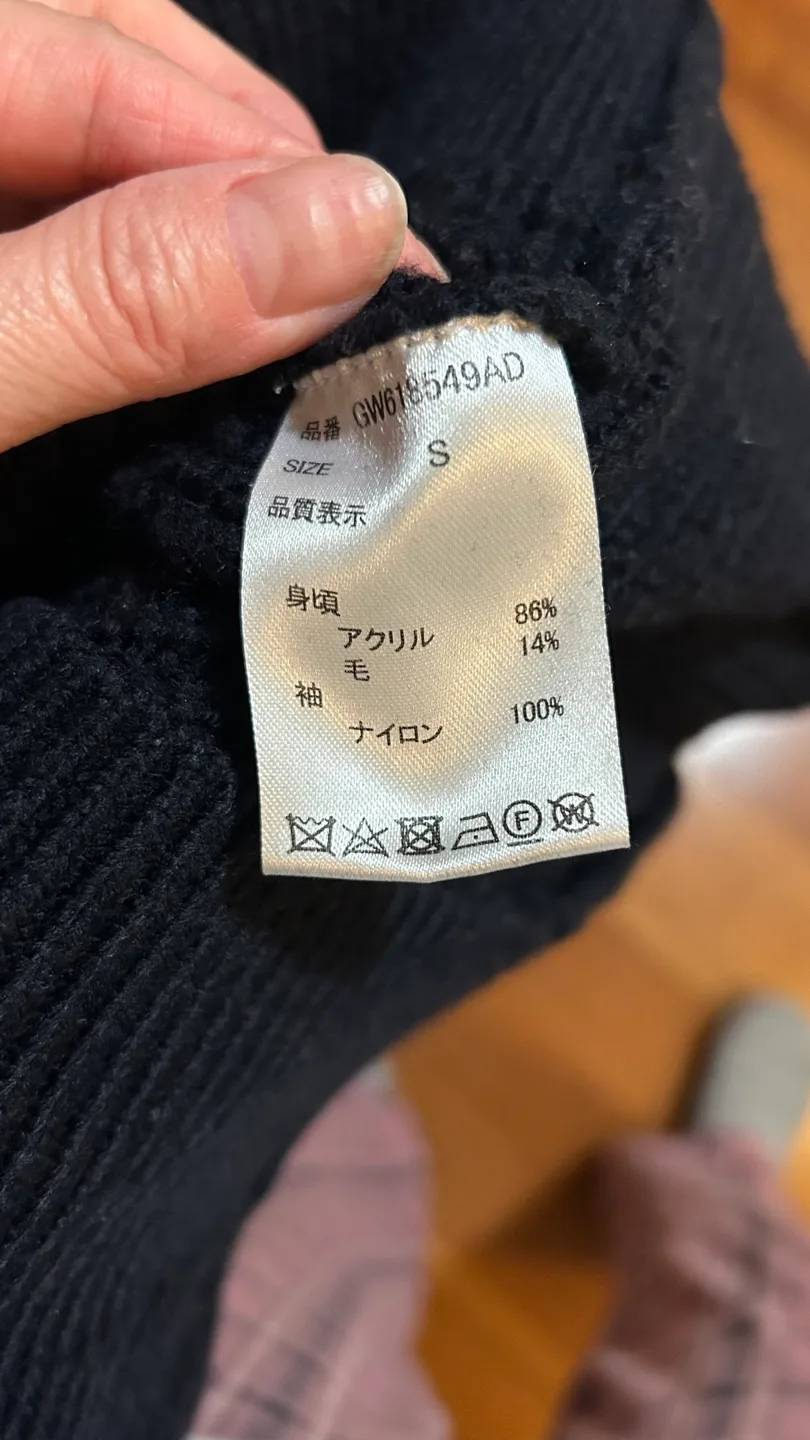 品番 GW618549AD
SIZE S
品質表示
身頃
アクリル 86%
毛 14%
袖
ナイロン 100%
F
W